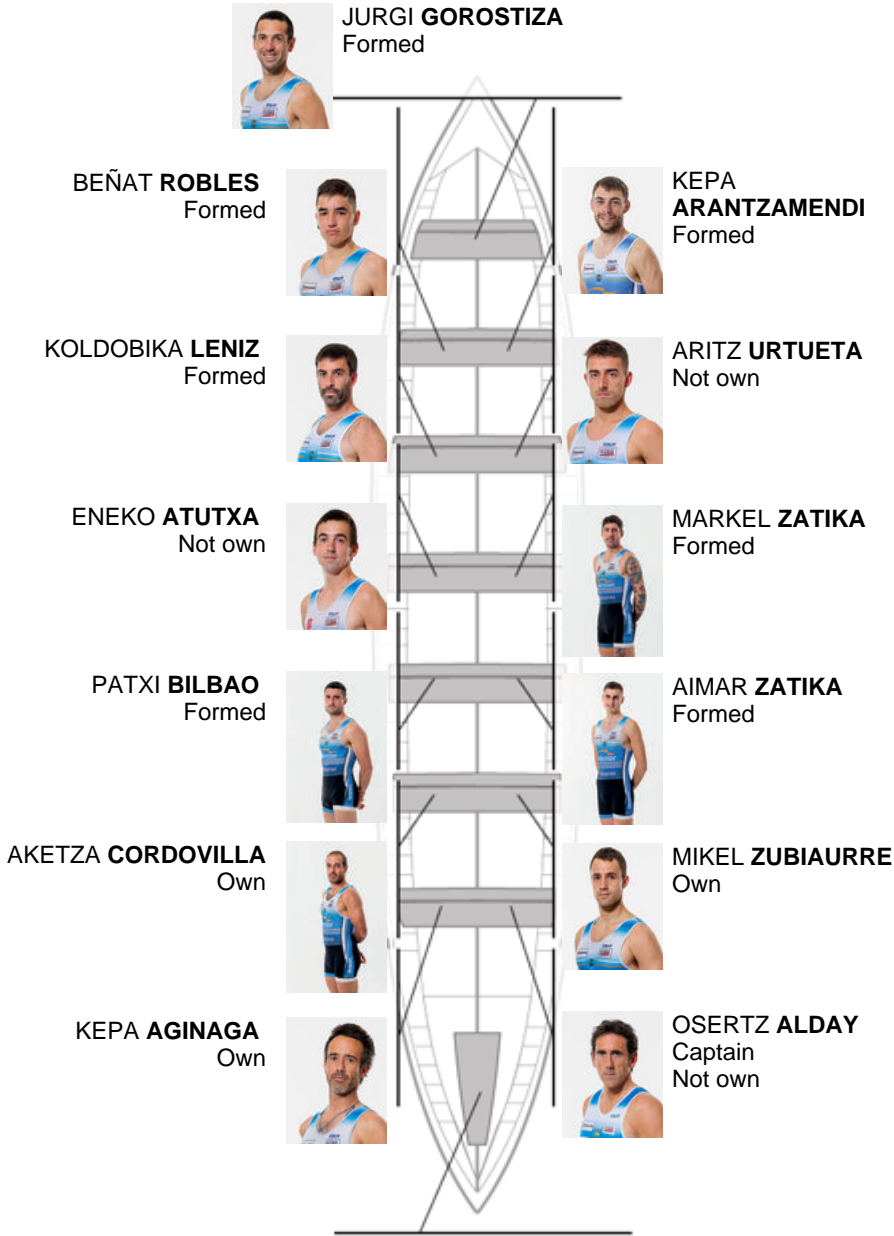 JURGI GOROSTIZA
Formed
BEÑAT ROBLES
Formed
KEPA
ARANTZAMENDI
Formed
KOLDOBIKA LENIZ
Formed
ARITZ URTUETA
Not own
ENEKO ATUTXA
Not own
MARKEL ZATIKA
Formed
PATXI BILBAO
Formed
AIMAR ZATIKA
Formed
AKETZA CORDOVILLA
Own
MIKEL ZUBIAURRE
Own
KEPA AGINAGA
Own
OSERTZ ALDAY
Captain
Not own